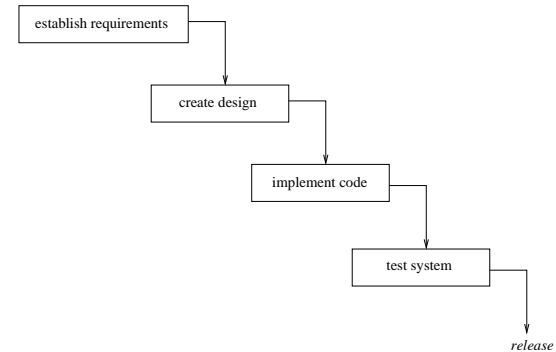 establish requirements
create design
implement code
test system
release